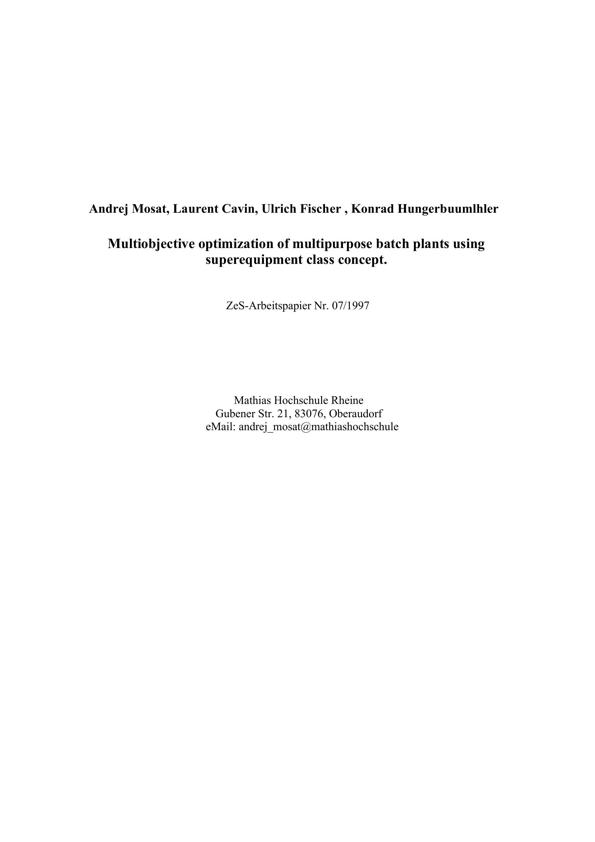 Andrej Mosat, Laurent Cavin, Ulrich Fischer , Konrad Hungerbuumlhler
Multiobjective optimization of multipurpose batch plants using
superequipment class concept.
ZeS-Arbeitspapier Nr. 07/1997
Mathias Hochschule Rheine
Gubener Str. 21, 83076, Oberaudorf
eMail: andrej_mosat@mathiashochschule